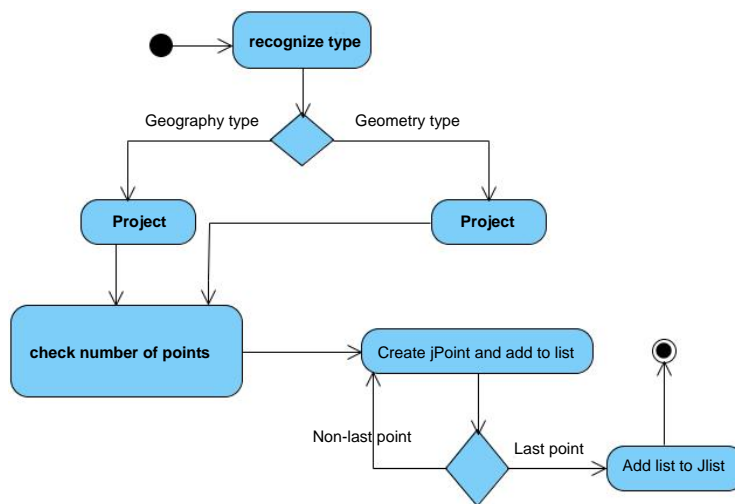 recognize type
Geography type
Geometry type
Project
Project
check number of points
Create jPoint and add to list
Non-last point
Last point
Add list to Jlist